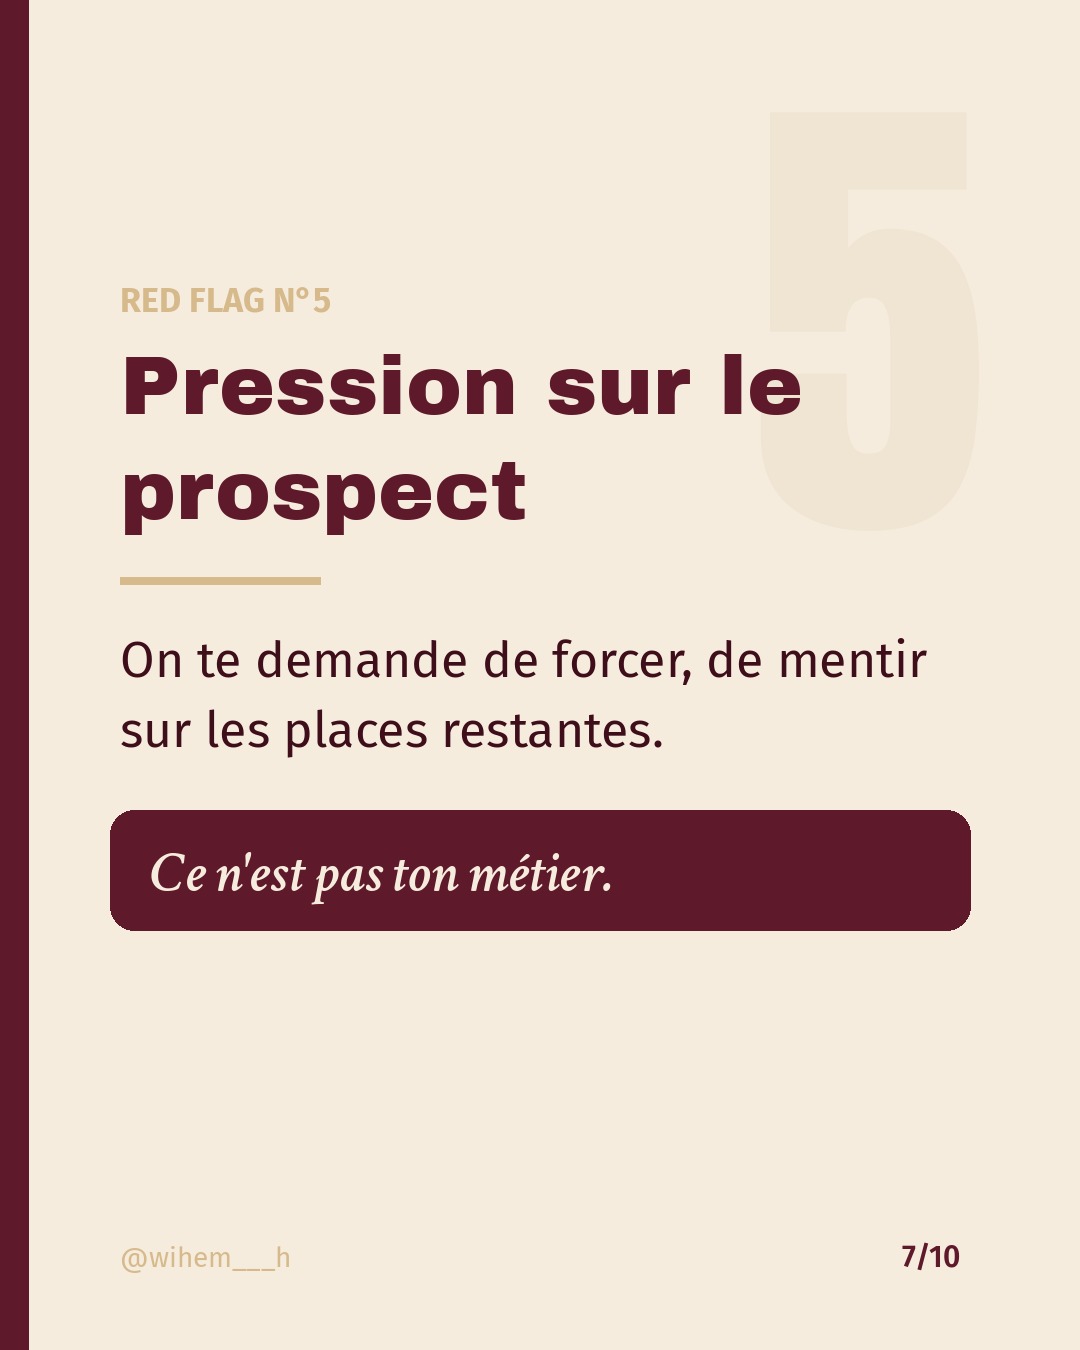 5
RED FLAG N°5
Pression sur le
prospect
On te demande de forcer, de mentir
sur les places restantes.
Ce n'est pas ton métier.
@wihem___h
7/10